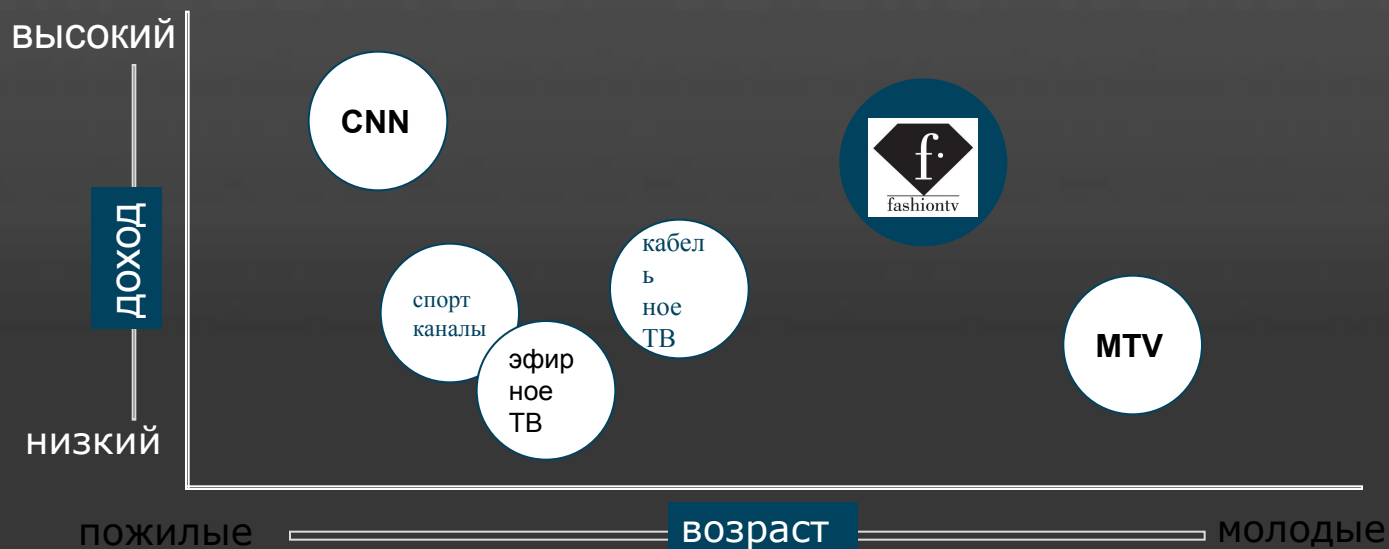 высокий
CNN
f.
fashiontv
доход
кабел
ь
ное
ТВ
спорт
каналы
эфир
ное
ТВ
MTV
низкий
пожилые
возраст
молодые